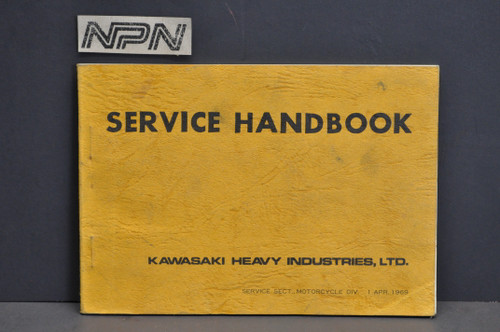 NPN
SERVICE HANDBOOK
KAWASAKI HEAVY INDUSTRIES, LTD.
SERVICE SECT., MOTORCYCLE DIV. 1 APR. 1969